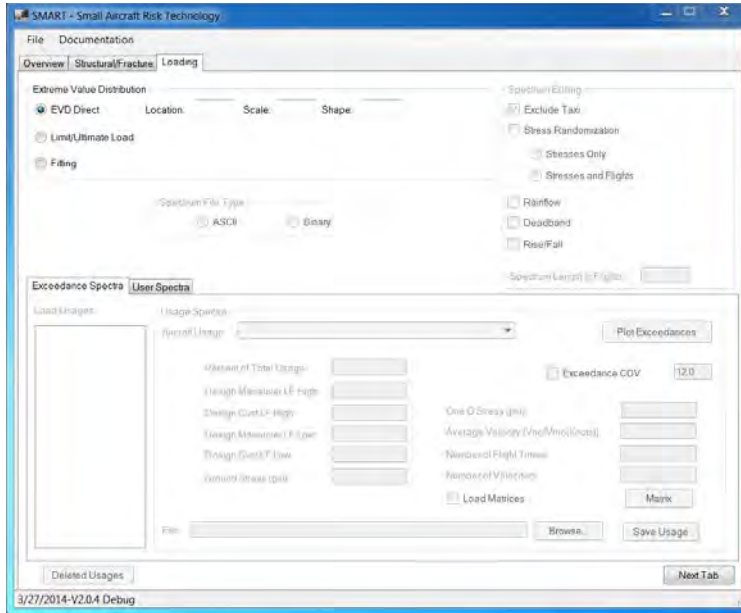 SMART - Small Aircraft Risk Technology
File Documentation
Overview Structural/Fracture Loading
Extreme Value Distribution
EVD Direct Location: Scale: Shape:
Limit/Ultimate Load
Fitting
Spectrum Editing
Exclude Taxi
Stress Randomization
Stresses Only
Stresses and Flights
Spectrum File Type
ASCII Binary
Rainflow
Deadband
Rise/Fall
Spectrum Length in Flights
Exceedance Spectra User Spectra
Load Usages Usage Spectra
Aircraft Usage Plot Exceedances
Percent of Total Usage Exceedance COV 12.0
Design Maneuver LF High
Design Gust LF High One G Stress (psi)
Design Maneuver LF Low Average Velocity (Vno/Vmo)(Knots)
Design Gust LF Low Number of Flight Times
Ground Stress (psi) Number of Velocities
Load Matrices Matrix
File: Browse... Save Usage
Deleted Usages Next Tab
3/27/2014-V2.0.4 Debug